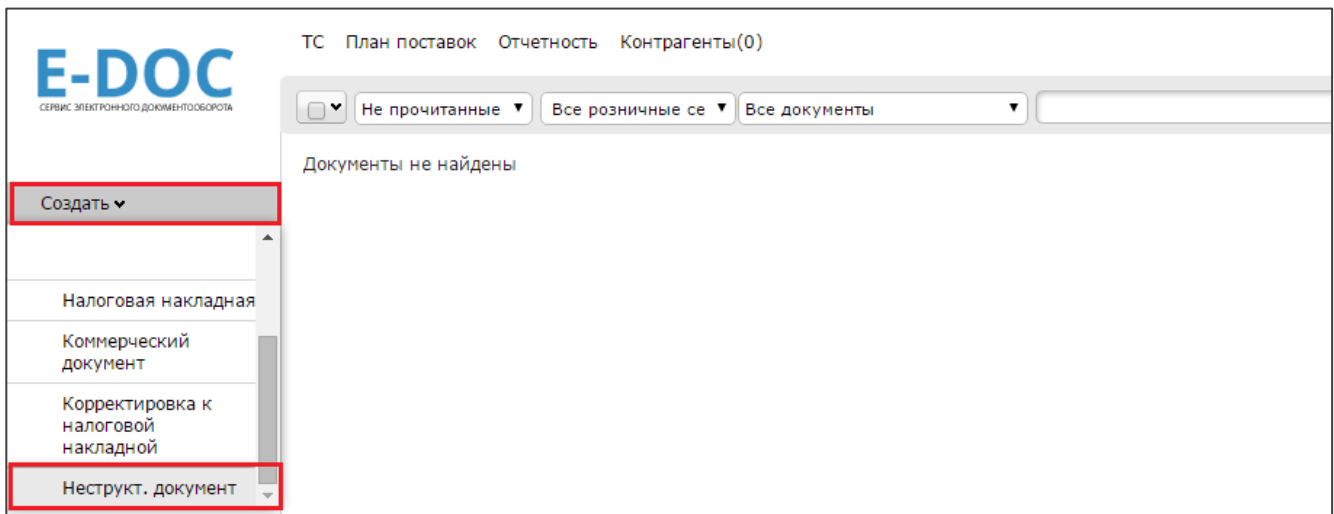 E-DOC
СЕРВИС ЭЛЕКТРОННОГО ДОКУМЕНТООБОРОТА
ТС План поставок Отчетность Контрагенты(0)
Не прочитанные Все розничные се Все документы
Документы не найдены
Создать
Налоговая накладная
Коммерческий
документ
Корректировка к
налоговой
накладной
Неструкт. документ